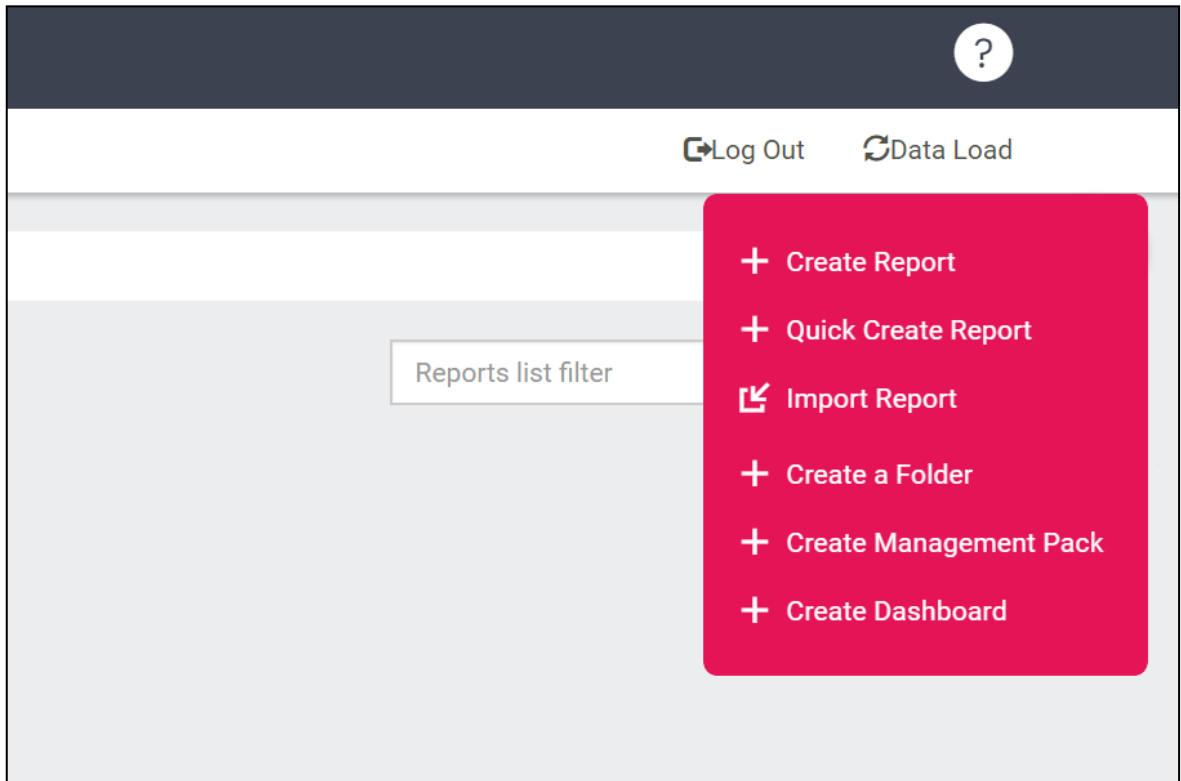 ?
Log Out Data Load
Create Report
Quick Create Report
Reports list filter
Import Report
Create a Folder
Create Management Pack
Create Dashboard